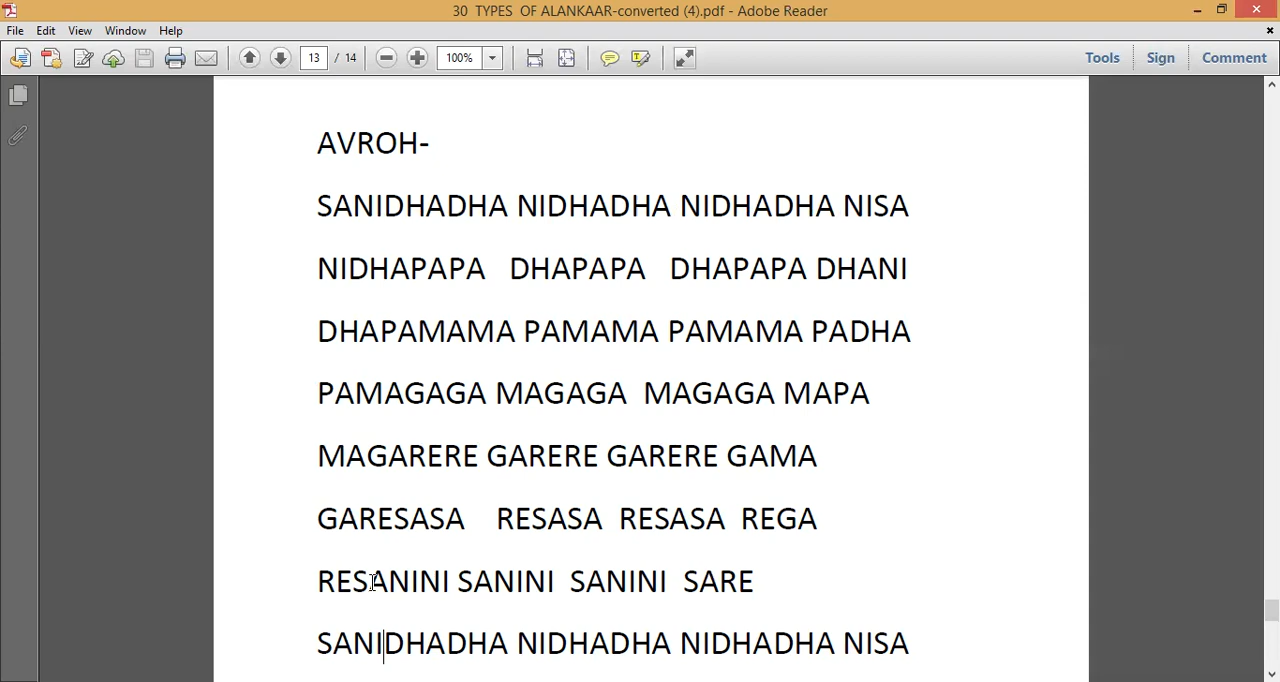 30 TYPES OF ALANKAAR-converted (4).pdf - Adobe Reader
File Edit View Window Help
13 / 14 100% Tools Sign Comment
AVROH-
SANIDHADHA NIDHADHA NIDHADHA NISA
NIDHAPAPA DHAPAPA DHAPAPA DHANI
DHAPAMAMA PAMAMA PAMAMA PADHA
PAMAGAGA MAGAGA MAGAGA MAPA
MAGARERE GARERE GARERE GAMA
GARESASA RESASA RESASA REGA
RESANINI SANINI SANINI SARE
SANIDHADHA NIDHADHA NIDHADHA NISA